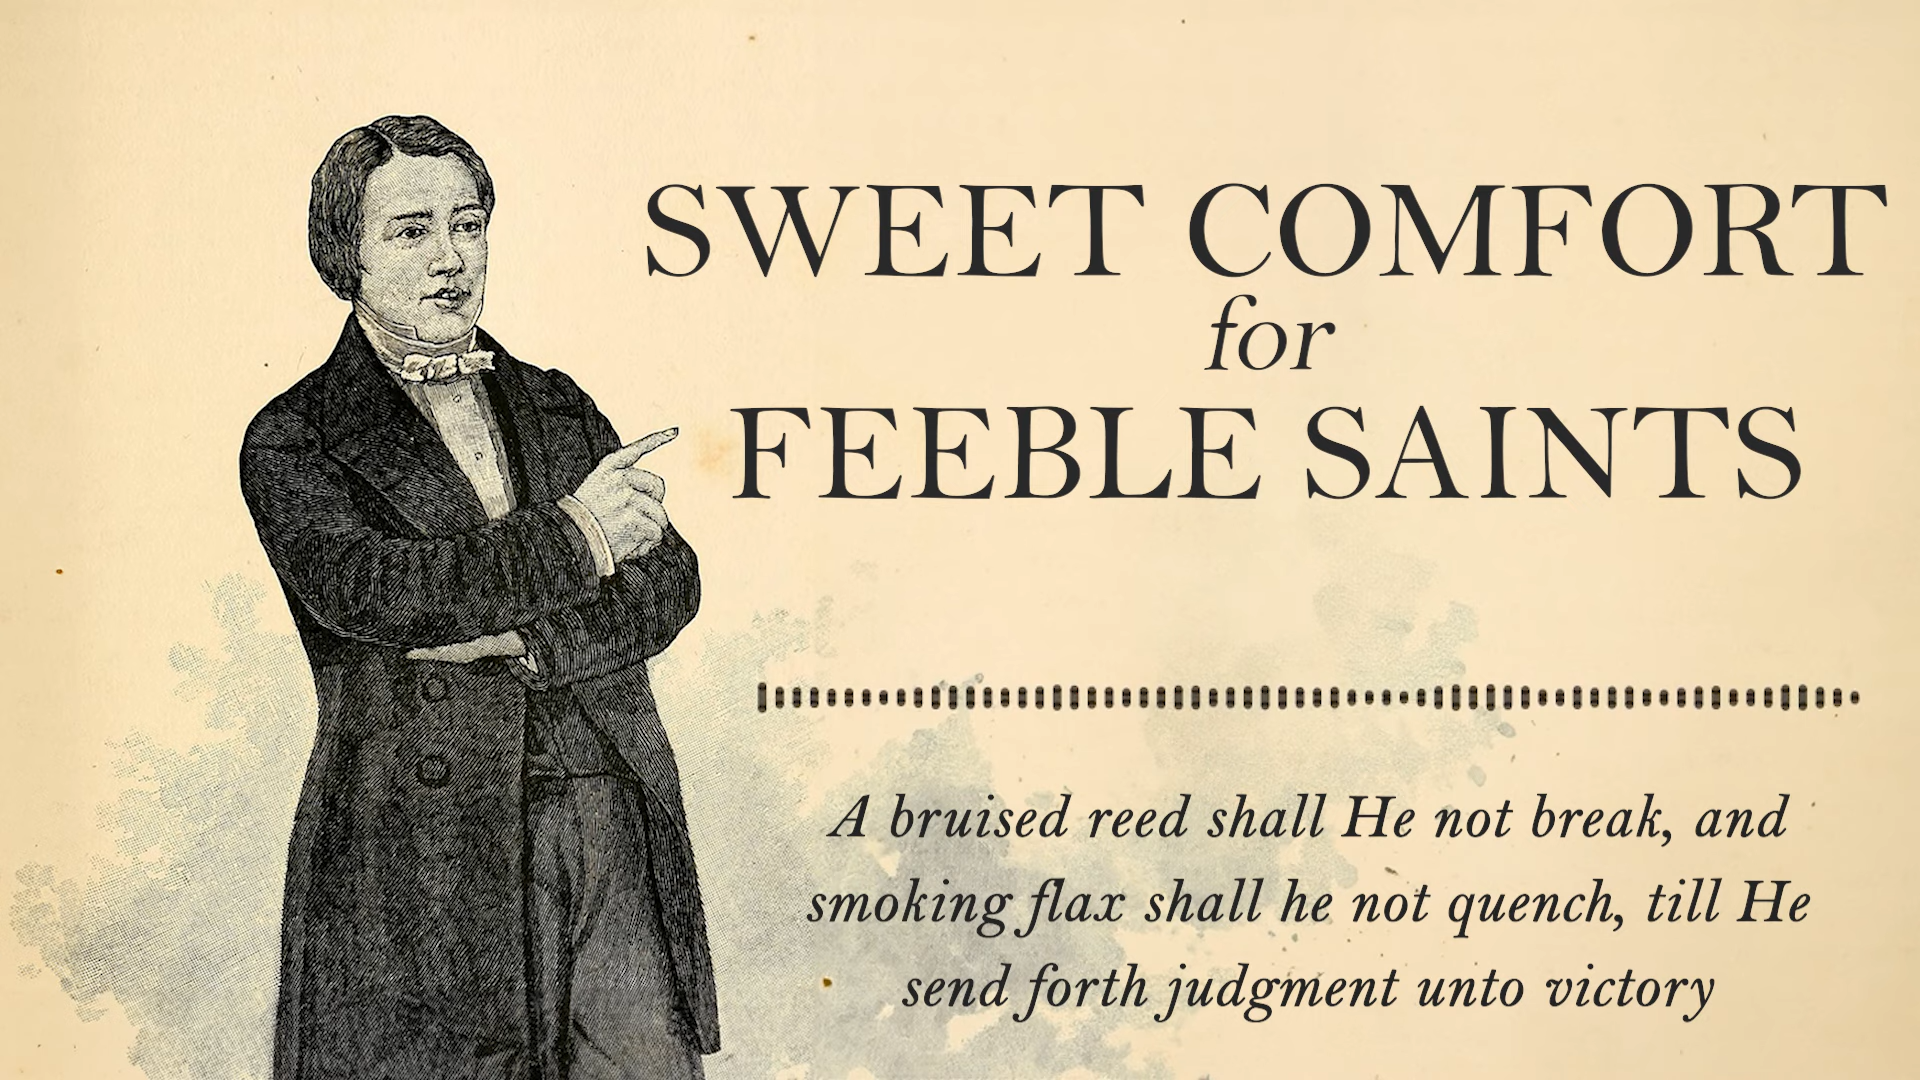 SWEET COMFORT
for
FEEBLE SAINTS
A bruised reed shall He not break, and
smoking flax shall he not quench, till He
send forth judgment unto victory